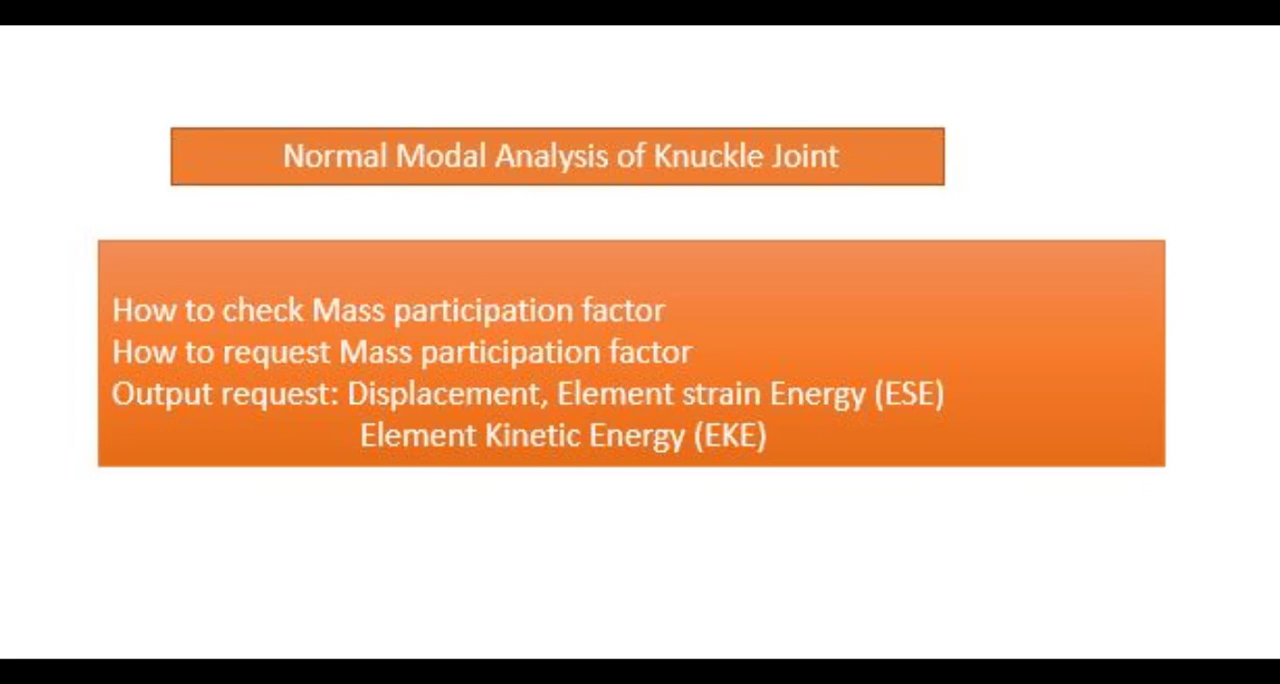 Normal Modal Analysis of Knuckle Joint
How to check Mass participation factor
How to request Mass participation factor
Output request: Displacement, Element strain Energy (ESE)
Element Kinetic Energy (EKE)